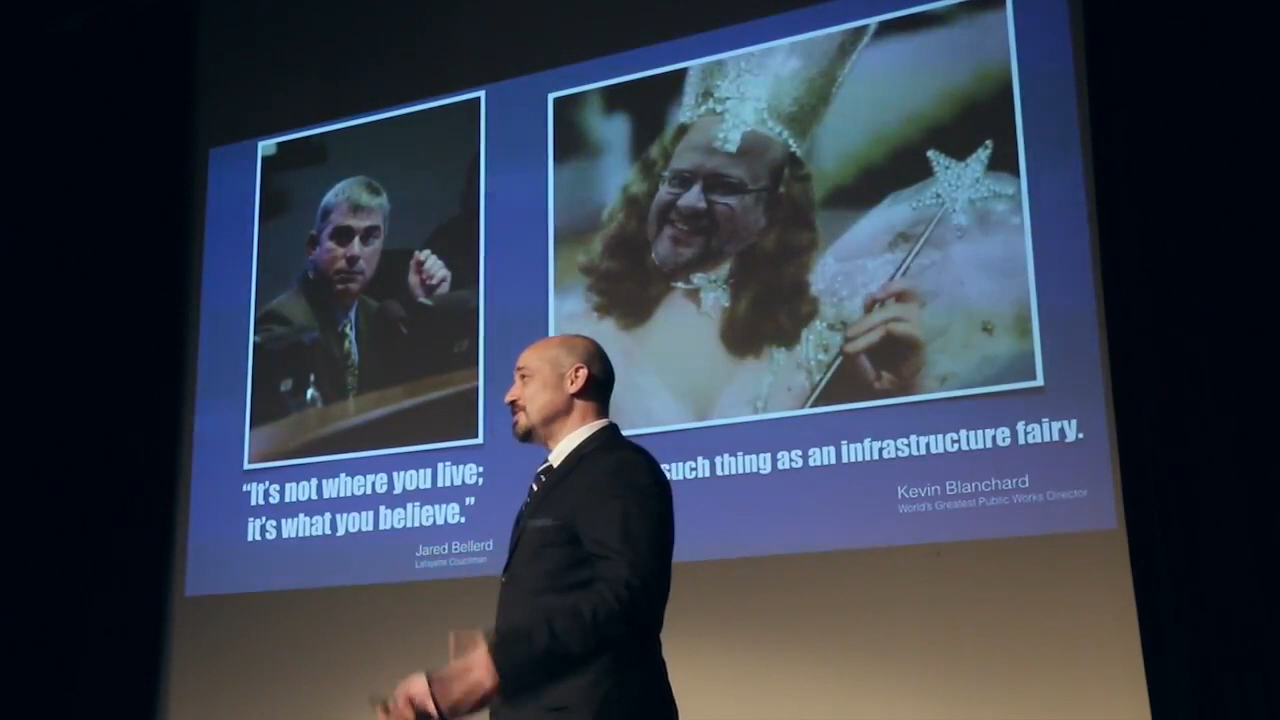 "It's not where you live;
it's what you believe."
Jared Bellerd
Lafayette Councilman
such thing as an infrastructure fairy.
Kevin Blanchard
World's Greatest Public Works Director